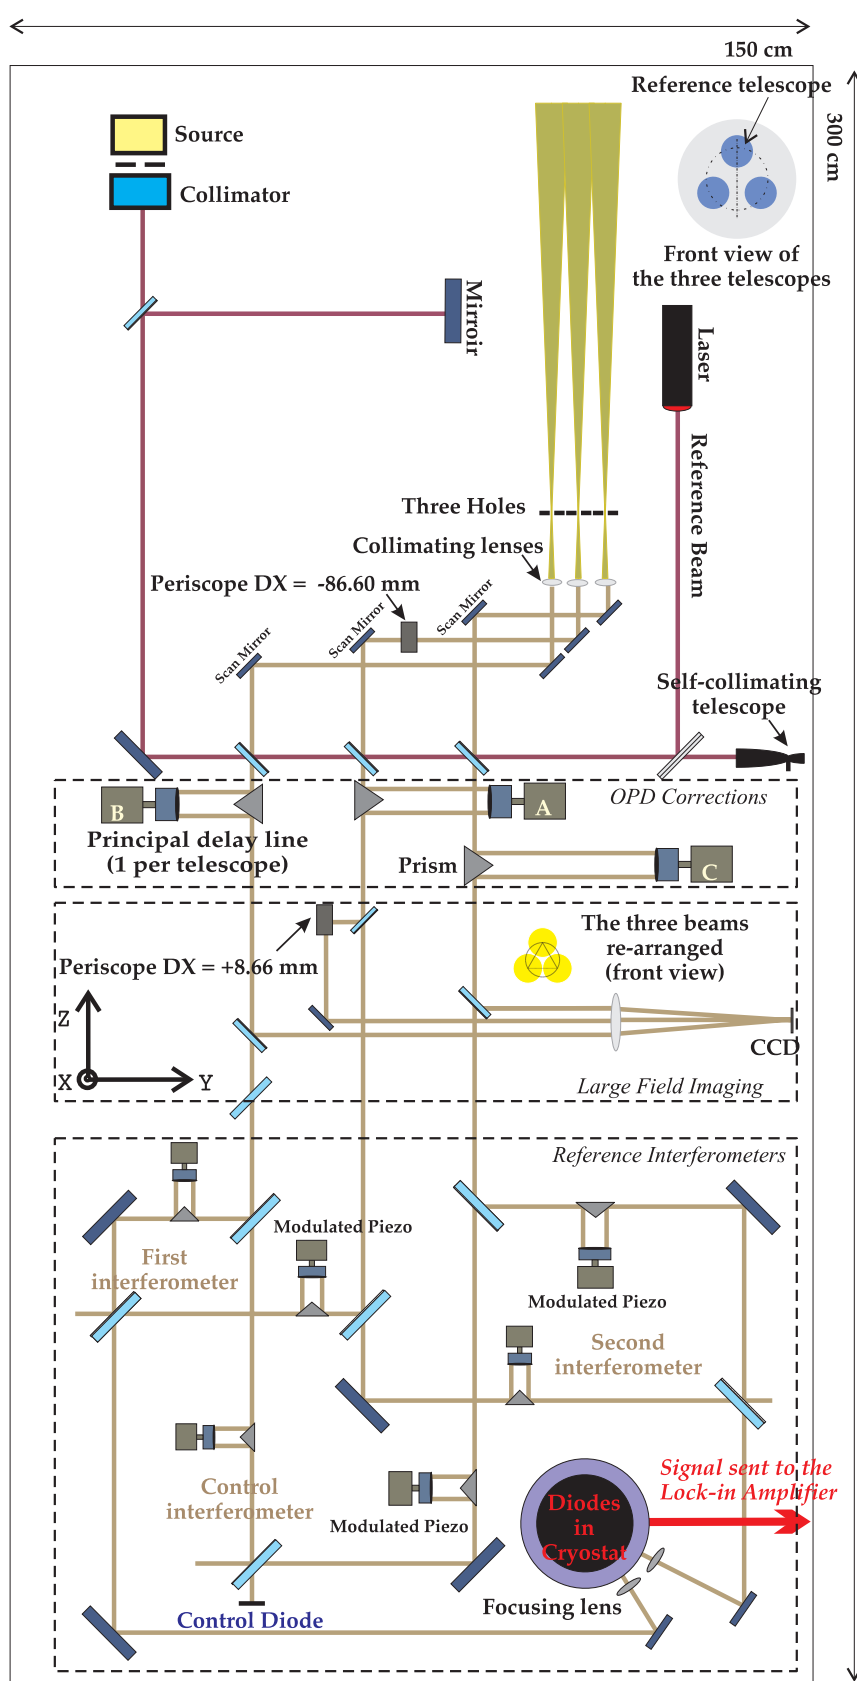 150 cm
Reference telescope
300 cm
Source
Collimator
Front view of
the three telescopes
Mirroir
Laser
Reference Beam
Three Holes
Collimating lenses
Periscope DX = -86.60 mm
Scan Mirror
Scan Mirror
Scan Mirror
Self-collimating
telescope
OPD Corrections
B
A
Principal delay line
(1 per telescope)
Prism
C
The three beams
re-arranged
(front view)
Periscope DX = +8.66 mm
Z
X
Y
CCD
Large Field Imaging
Reference Interferometers
Modulated Piezo
First
interferometer
Modulated Piezo
Second
interferometer
Control
interferometer
Signal sent to the
Lock-in Amplifier
Diodes
in
Cryostat
Modulated Piezo
Focusing lens
Control Diode